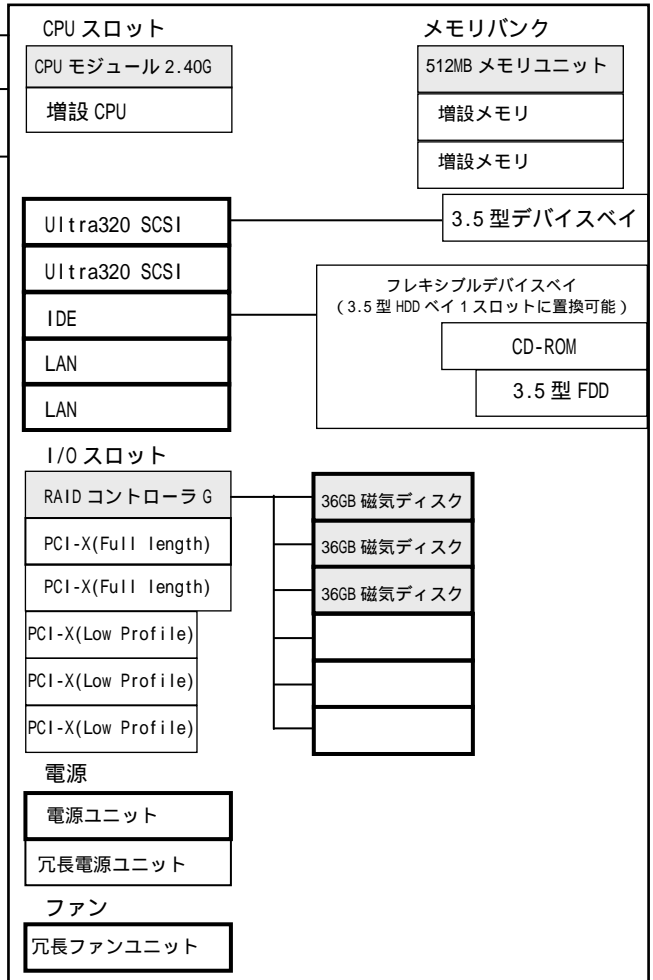 CPU スロット
CPU モジュール 2.40G
増設 CPU
メモリバンク
512MB メモリユニット
増設メモリ
増設メモリ
Ultra320 SCSI
Ultra320 SCSI
IDE
LAN
LAN
3.5 型デバイスベイ
フレキシブルデバイスベイ
（3.5 型 HDD ベイ 1 スロットに置換可能）
CD-ROM
3.5 型 FDD
I/O スロット
RAID コントローラ G
PCI-X(Full length)
PCI-X(Full length)
PCI-X(Low Profile)
PCI-X(Low Profile)
PCI-X(Low Profile)
36GB 磁気ディスク
36GB 磁気ディスク
36GB 磁気ディスク
電源
電源ユニット
冗長電源ユニット
ファン
冗長ファンユニット